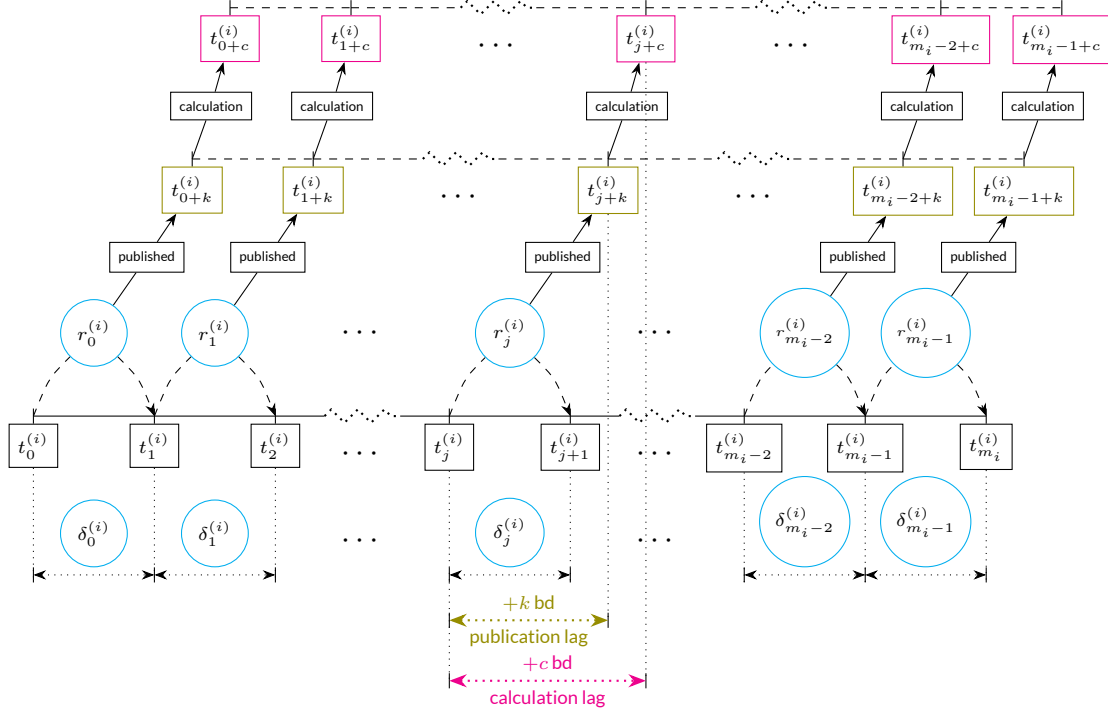 t_{0+c}^{(i)} t_{1+c}^{(i)} ... t_{j+c}^{(i)} ... t_{m_i-2+c}^{(i)} t_{m_i-1+c}^{(i)}
calculation calculation calculation calculation calculation
t_{0+k}^{(i)} t_{1+k}^{(i)} ... t_{j+k}^{(i)} ... t_{m_i-2+k}^{(i)} t_{m_i-1+k}^{(i)}
published published published published published
r_0^{(i)} r_1^{(i)} ... r_j^{(i)} ... r_{m_i-2}^{(i)} r_{m_i-1}^{(i)}
t_0^{(i)} t_1^{(i)} t_2^{(i)} ... t_j^{(i)} t_{j+1}^{(i)} ... t_{m_i-2}^{(i)} t_{m_i-1}^{(i)} t_{m_i}^{(i)}
δ_0^{(i)} δ_1^{(i)} ... δ_j^{(i)} ... δ_{m_i-2}^{(i)} δ_{m_i-1}^{(i)}
+k bd
publication lag
+c bd
calculation lag